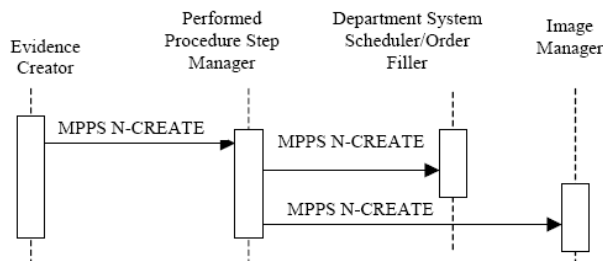 Evidence
Creator
Performed
Procedure Step
Manager
Department System
Scheduler/Order
Filler
Image
Manager
MPPS N-CREATE
MPPS N-CREATE
MPPS N-CREATE